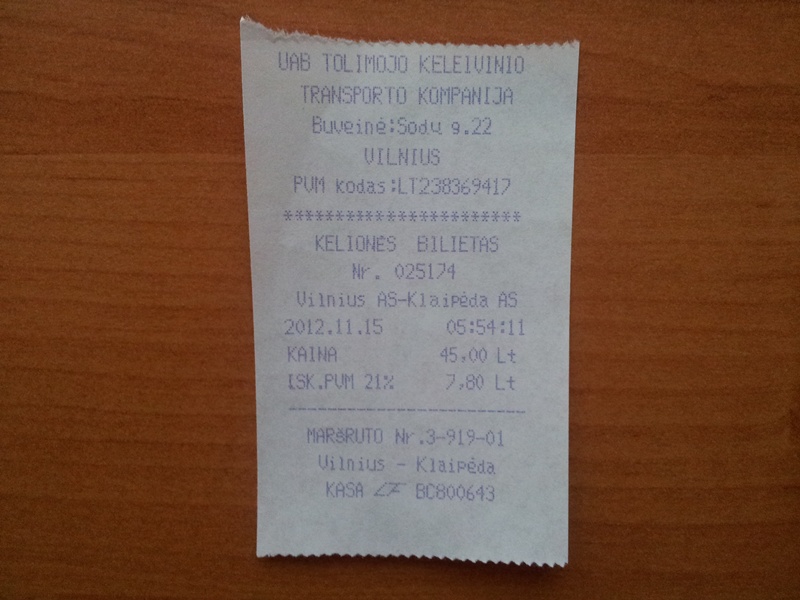 UAB TOLIMOJO KELEIVINIO
TRANSPORTO KOMPANIJA
Buveinė:Sodų g.22
VILNIUS
PVM kodas:LT238369417
***********************
KELIONĖS BILIETAS
Nr. 025174
Vilnius AS-Klaipėda AS
2012.11.15 05:54:11
KAINA 45,00 Lt
ĮSK.PVM 21% 7,80 Lt
-----------------------
MARšRUTO Nr.3-919-01
Vilnius - Klaipėda
KASA LF BC800643